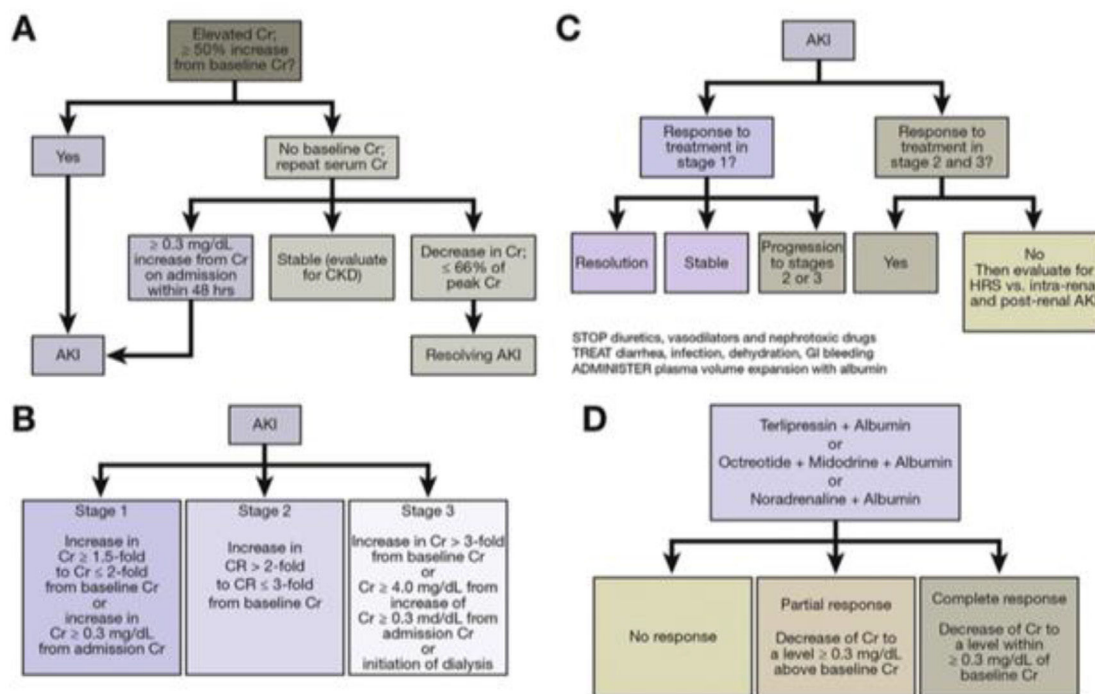 A
Elevated Cr;
≥ 50% increase
from baseline Cr?
Yes
No baseline Cr;
repeat serum Cr
≥ 0.3 mg/dL
increase from Cr
on admission
within 48 hrs
Stable (evaluate
for CKD)
Decrease in Cr;
≤ 66% of
peak Cr
AKI
Resolving AKI
B
AKI
Stage 1
Increase in
Cr ≥ 1.5-fold
to Cr ≤ 2-fold
from baseline Cr
or
increase in
Cr ≥ 0.3 mg/dL
from admission Cr
Stage 2
Increase in
CR > 2-fold
to CR ≤ 3-fold
from baseline Cr
Stage 3
Increase in Cr > 3-fold
from baseline Cr
or
Cr ≥ 4.0 mg/dL from
increase of
Cr ≥ 0.3 md/dL from
admission Cr
or
initiation of dialysis
C
AKI
Response to
treatment in
stage 1?
Response to
treatment in
stage 2 and 3?
Resolution
Stable
Progression
to stages
2 or 3
Yes
No
Then evaluate for
HRS vs. intra-rena
and post-renal AK
STOP diuretics, vasodilators and nephrotoxic drugs
TREAT diarrhea, infection, dehydration, GI bleeding
ADMINISTER plasma volume expansion with albumin
D
Terlipressin + Albumin
or
Octreotide + Midodrine + Albumin
or
Noradrenaline + Albumin
No response
Partial response
Decrease of Cr to
a level ≥ 0.3 mg/dL
above baseline Cr
Complete response
Decrease of Cr to
a level within
≥ 0.3 mg/dL of
baseline Cr